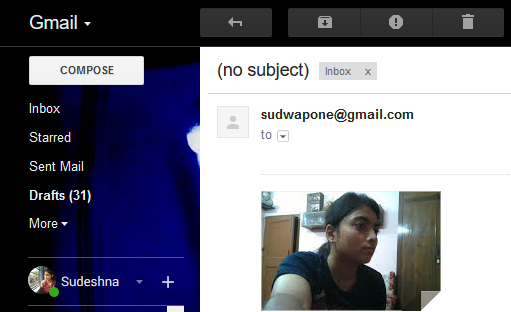 Gmail
COMPOSE
(no subject) Inbox x
Inbox
Starred
Sent Mail
Drafts (31)
More
Sudeshna +
sudwapone@gmail.com
to